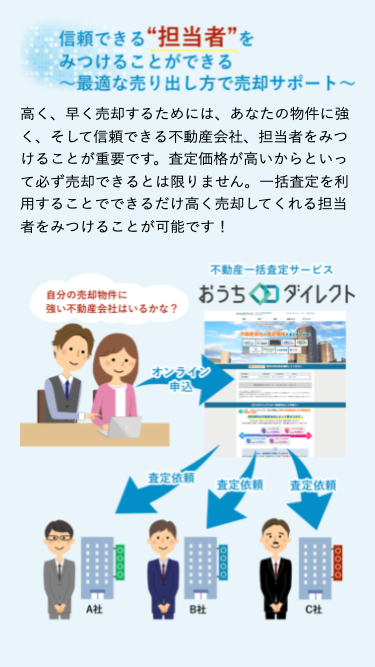 信頼できる“担当者”を
みつけることができる
～最適な売り出し方で売却サポート～
高く、早く売却するためには、あなたの物件に強
く、そして信頼できる不動産会社、担当者をみつ
けることが重要です。査定価格が高いからといっ
て必ず売却できるとは限りません。一括査定を利
用することでできるだけ高く売却してくれる担当
者をみつけることが可能です！
不動産一括査定サービス
おうちダイレクト
自分の売却物件に
強い不動産会社はいるかな？
オンライン
申込
査定依頼
査定依頼
査定依頼
A社
B社
C社